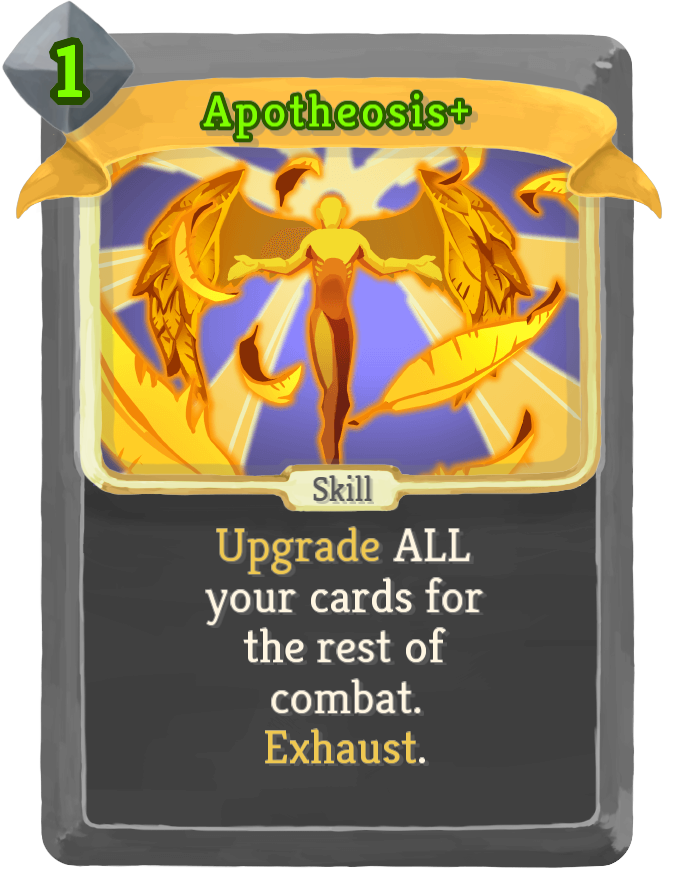 1
Apotheosis+
Skill
Upgrade ALL
your cards for
the rest of
combat.
Exhaust.